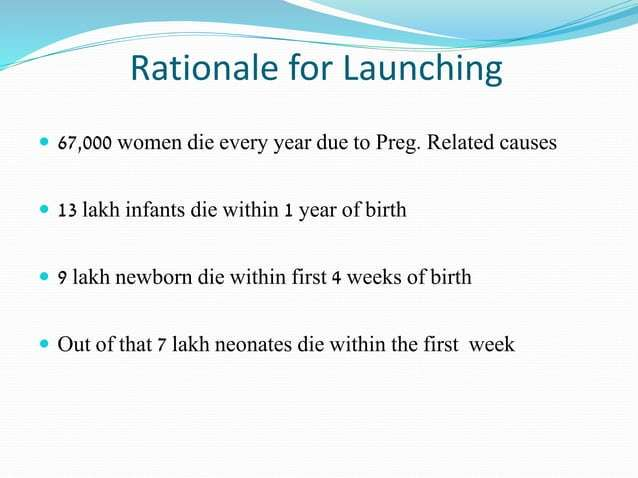 Rationale for Launching
67,000 women die every year due to Preg. Related causes
13 lakh infants die within 1 year of birth
9 lakh newborn die within first 4 weeks of birth
Out of that 7 lakh neonates die within the first week